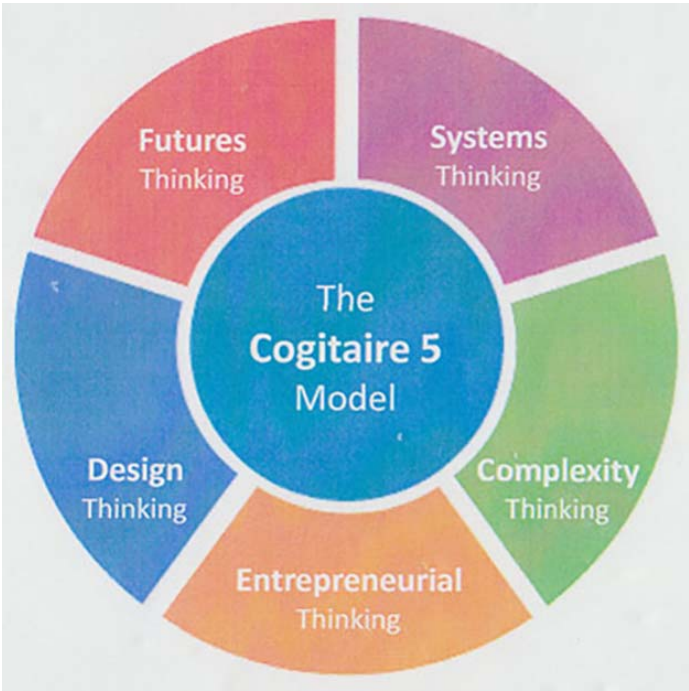 Futures
Thinking
Systems
Thinking
The
Cogitaire 5
Model
Design
Thinking
Complexity
Thinking
Entrepreneurial
Thinking